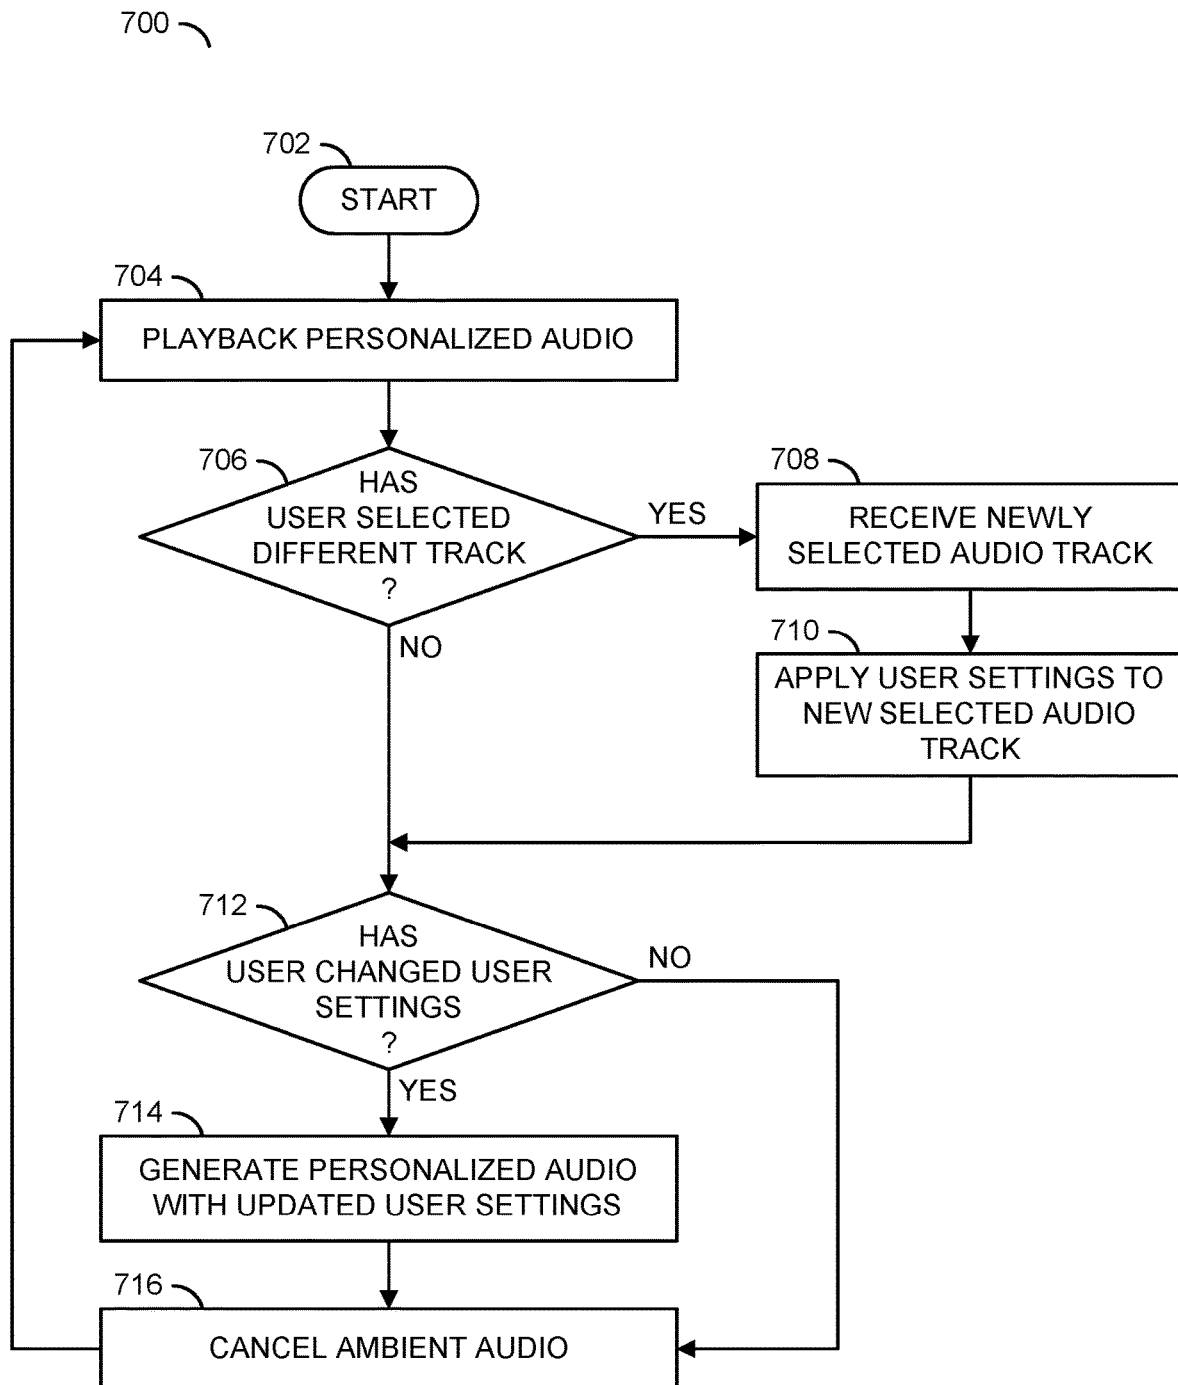 700
702
START
704
PLAYBACK PERSONALIZED AUDIO
706
HAS
USER SELECTED
DIFFERENT TRACK
?
YES
708
RECEIVE NEWLY
SELECTED AUDIO TRACK
NO
710
APPLY USER SETTINGS TO
NEW SELECTED AUDIO
TRACK
712
HAS
USER CHANGED USER
SETTINGS
?
NO
YES
714
GENERATE PERSONALIZED AUDIO
WITH UPDATED USER SETTINGS
716
CANCEL AMBIENT AUDIO